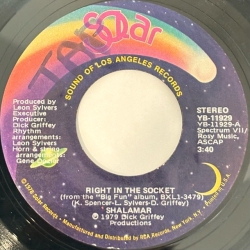 Solar
SOUND OF LOS ANGELES RECORDS
Produced by
Leon Sylvers
Executive
Producer:
Dick Griffey
Rhythm
arrangements:
Leon Sylvers
Horn & string
arrangements:
Gene
STEREO
YB-11929
YB-11929-A
Spectrum VII/
Rosy Music,
ASCAP
3:40
RIGHT IN THE SOCKET
(from the "Big Fun" album, BXL1-3479)
(K. Spencer-L. Sylvers-D. Griffey)
SHALAMAR
℗ 1979 Dick Griffey
Productions
Manufactured and Distributed by RCA Records, New York, N.Y.